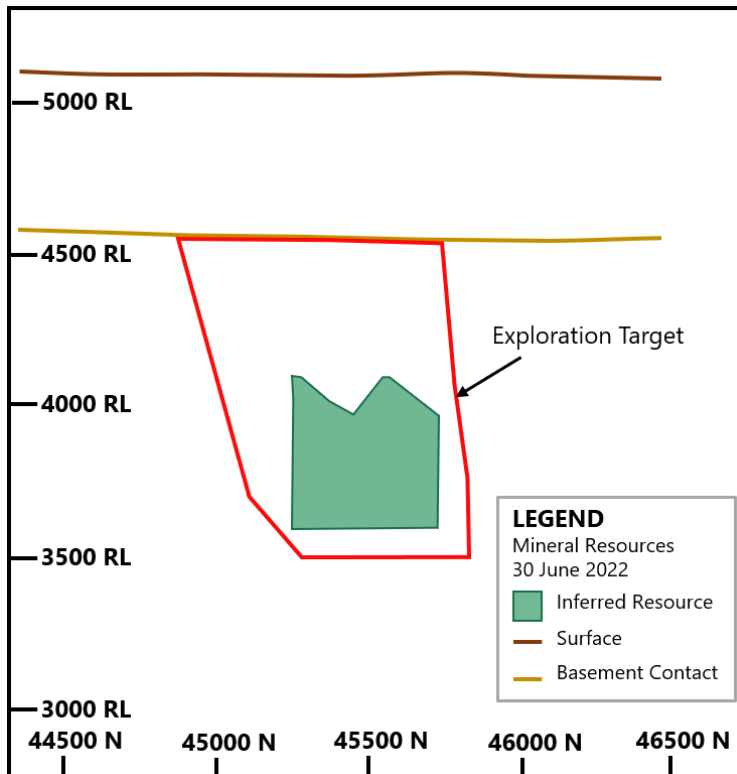 5000 RL
4500 RL
Exploration Target
4000 RL
3500 RL
LEGEND
Mineral Resources
30 June 2022
Inferred Resource
Surface
Basement Contact
3000 RL
44500 N
45000 N
45500 N
46000 N
46500 N